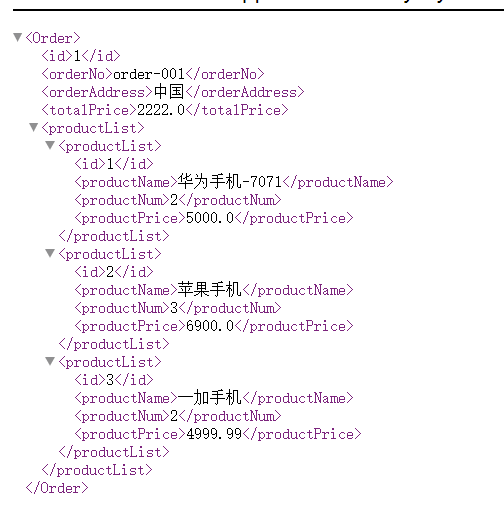 <Order>
<id>1</id>
<orderNo>order-001</orderNo>
<orderAddress>中国</orderAddress>
<totalPrice>2222.0</totalPrice>
<productList>
<productList>
<id>1</id>
<productName>华为手机-7071</productName>
<productNum>2</productNum>
<productPrice>5000.0</productPrice>
</productList>
<productList>
<id>2</id>
<productName>苹果手机</productName>
<productNum>3</productNum>
<productPrice>6900.0</productPrice>
</productList>
<productList>
<id>3</id>
<productName>一加手机</productName>
<productNum>2</productNum>
<productPrice>4999.99</productPrice>
</productList>
</productList>
</Order>